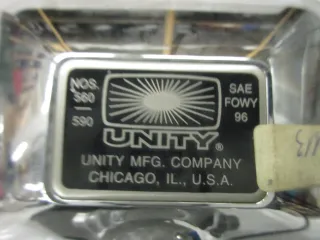 NOS.
560
590
SAE
FOWY
96
UNITY®
UNITY MFG. COMPANY
CHICAGO, IL., U.S.A.